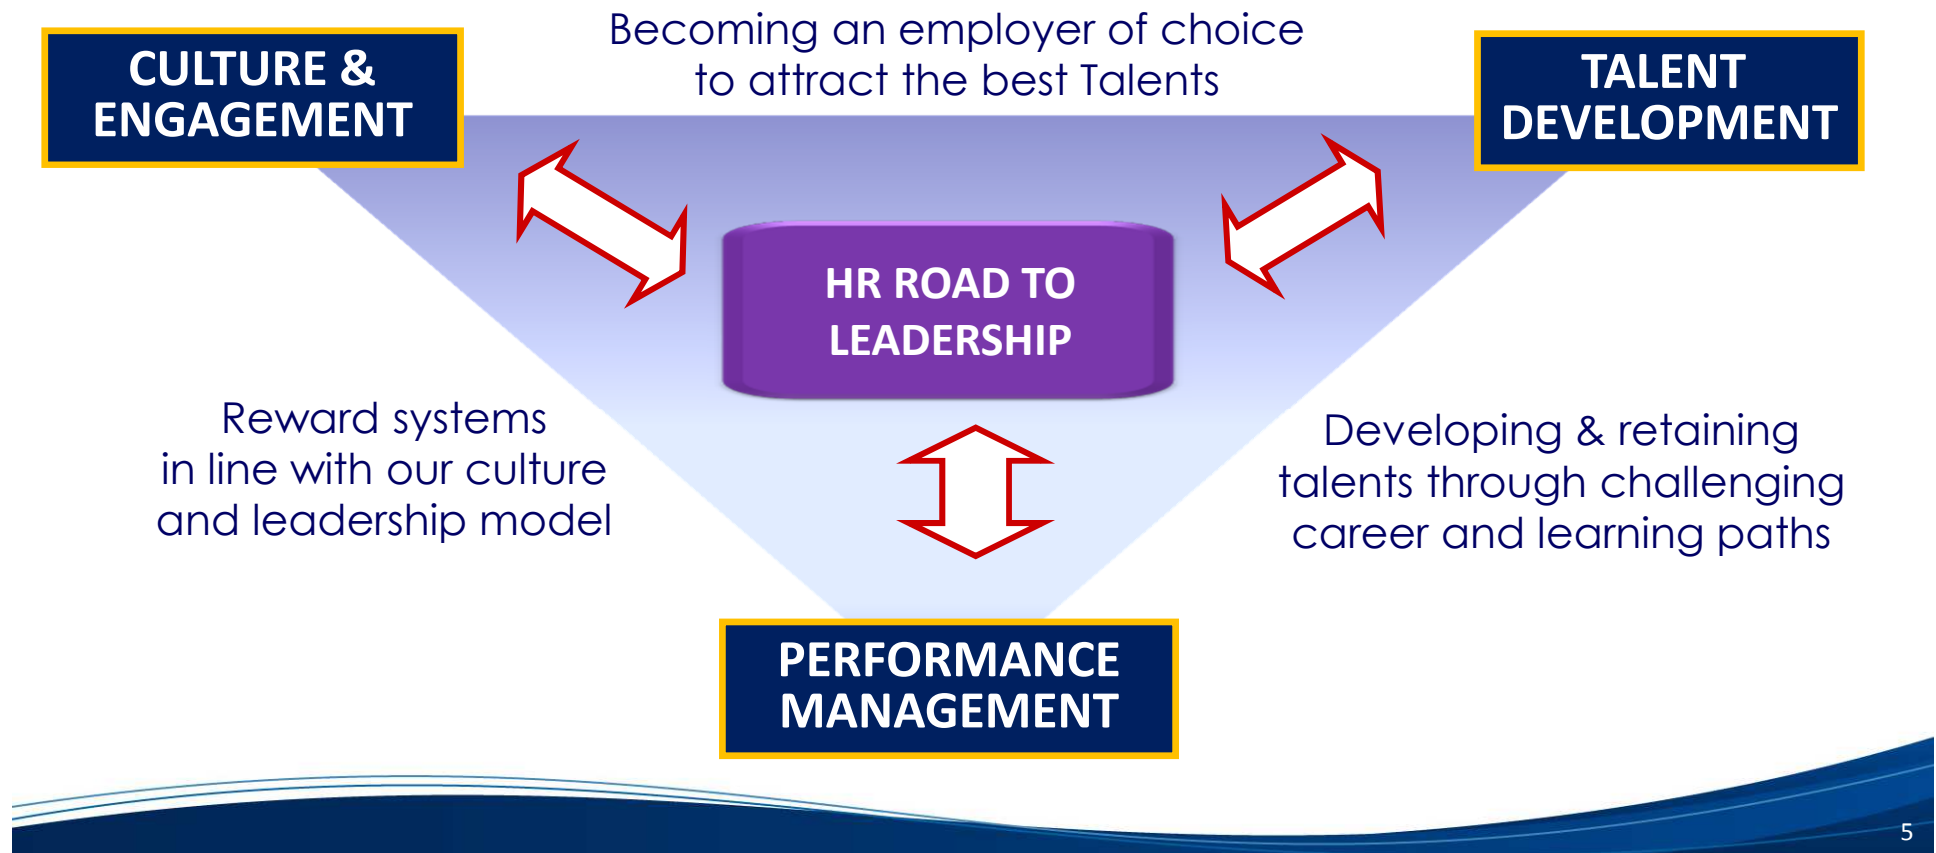 Becoming an employer of choice
to attract the best Talents
CULTURE &
ENGAGEMENT
TALENT
DEVELOPMENT
HR ROAD TO
LEADERSHIP
Reward systems
in line with our culture
and leadership model
Developing & retaining
talents through challenging
career and learning paths
PERFORMANCE
MANAGEMENT
5